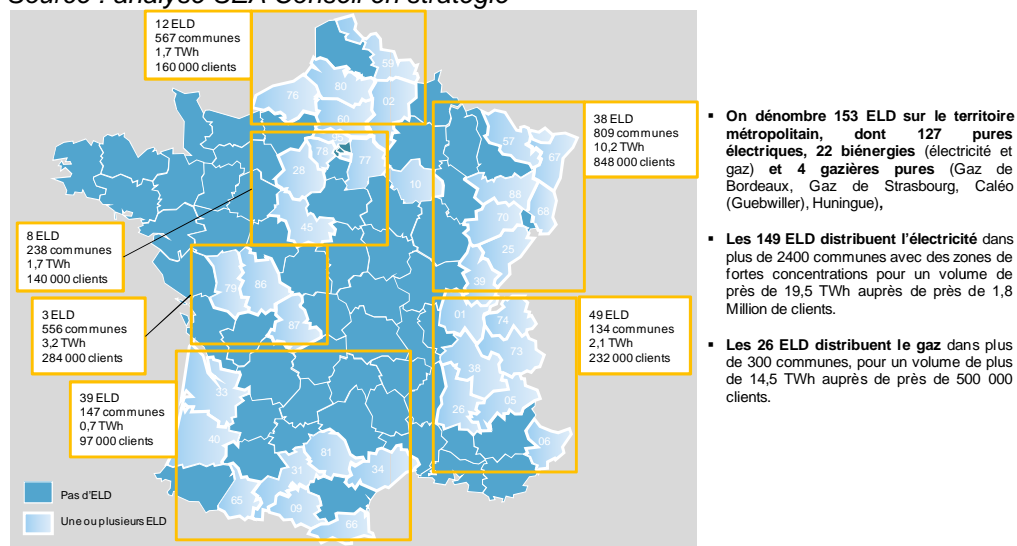 Source : analyse CEA Conseil en stratégie
12 ELD
567 communes
1,7 TWh
160 000 clients
59
80
76
02
60
38 ELD
809 communes
10,2 TWh
848 000 clients
57
67
78
77
28
10
88
68
70
45
25
39
8 ELD
238 communes
1,7 TWh
140 000 clients
79
86
87
3 ELD
556 communes
3,2 TWh
284 000 clients
01
74
73
38
26
05
06
49 ELD
134 communes
2,1 TWh
232 000 clients
39 ELD
147 communes
0,7 TWh
97 000 clients
33
40
81
34
31
65
09
66
Pas d'ELD
Une ou plusieurs ELD
▪ On dénombre 153 ELD sur le territoire
métropolitain, dont 127 pures
électriques, 22 biénergies (électricité et
gaz) et 4 gazières pures (Gaz de
Bordeaux, Gaz de Strasbourg, Caléo
(Guebwiller), Huningue),
▪ Les 149 ELD distribuent l'électricité dans
plus de 2400 communes avec des zones de
fortes concentrations pour un volume de
près de 19,5 TWh auprès de près de 1,8
Million de clients.
▪ Les 26 ELD distribuent le gaz dans plus
de 300 communes, pour un volume de plus
de 14,5 TWh auprès de près de 500 000
clients.